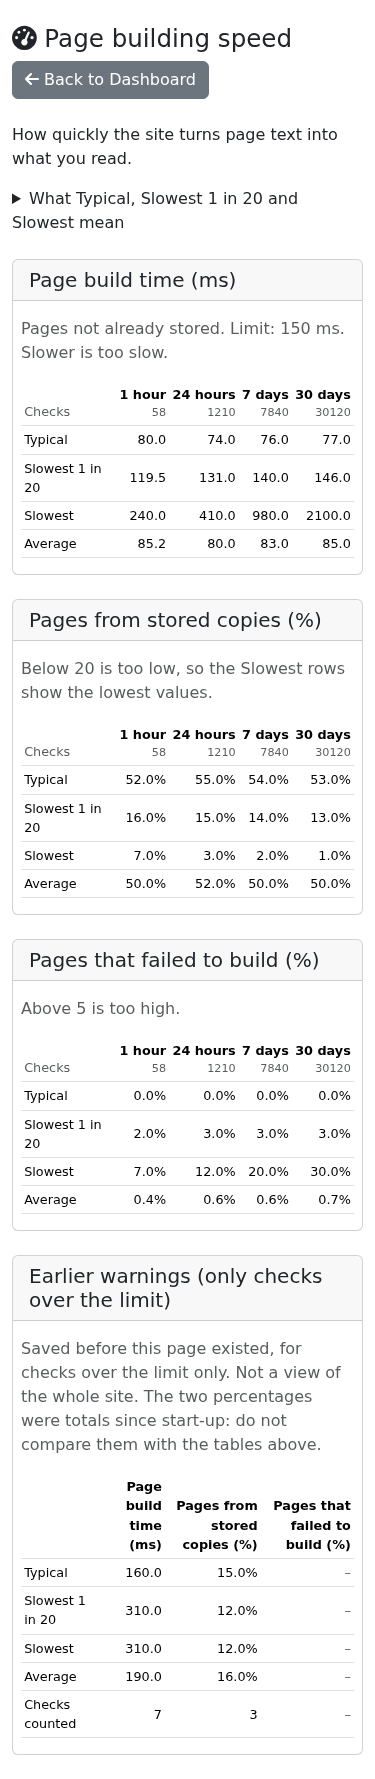 Page building speed
Back to Dashboard
How quickly the site turns page text into
what you read.
What Typical, Slowest 1 in 20 and
Slowest mean
Page build time (ms)
Pages not already stored. Limit: 150 ms.
Slower is too slow.
1 hour 24 hours 7 days 30 days
Checks 58 1210 7840 30120
Typical 80.0 74.0 76.0 77.0
Slowest 1 in
20 119.5 131.0 140.0 146.0
Slowest 240.0 410.0 980.0 2100.0
Average 85.2 80.0 83.0 85.0
Pages from stored copies (%)
Below 20 is too low, so the Slowest rows
show the lowest values.
1 hour 24 hours 7 days 30 days
Checks 58 1210 7840 30120
Typical 52.0% 55.0% 54.0% 53.0%
Slowest 1 in
20 16.0% 15.0% 14.0% 13.0%
Slowest 7.0% 3.0% 2.0% 1.0%
Average 50.0% 52.0% 50.0% 50.0%
Pages that failed to build (%)
Above 5 is too high.
1 hour 24 hours 7 days 30 days
Checks 58 1210 7840 30120
Typical 0.0% 0.0% 0.0% 0.0%
Slowest 1 in
20 2.0% 3.0% 3.0% 3.0%
Slowest 7.0% 12.0% 20.0% 30.0%
Average 0.4% 0.6% 0.6% 0.7%
Earlier warnings (only checks
over the limit)
Saved before this page existed, for
checks over the limit only. Not a view of
the whole site. The two percentages
were totals since start-up: do not
compare them with the tables above.
Page
build
time
(ms)
Pages from
stored
copies (%)
Pages that
failed to
build (%)
Typical 160.0 15.0% –
Slowest 1
in 20 310.0 12.0% –
Slowest 310.0 12.0% –
Average 190.0 16.0% –
Checks
counted 7 3 –